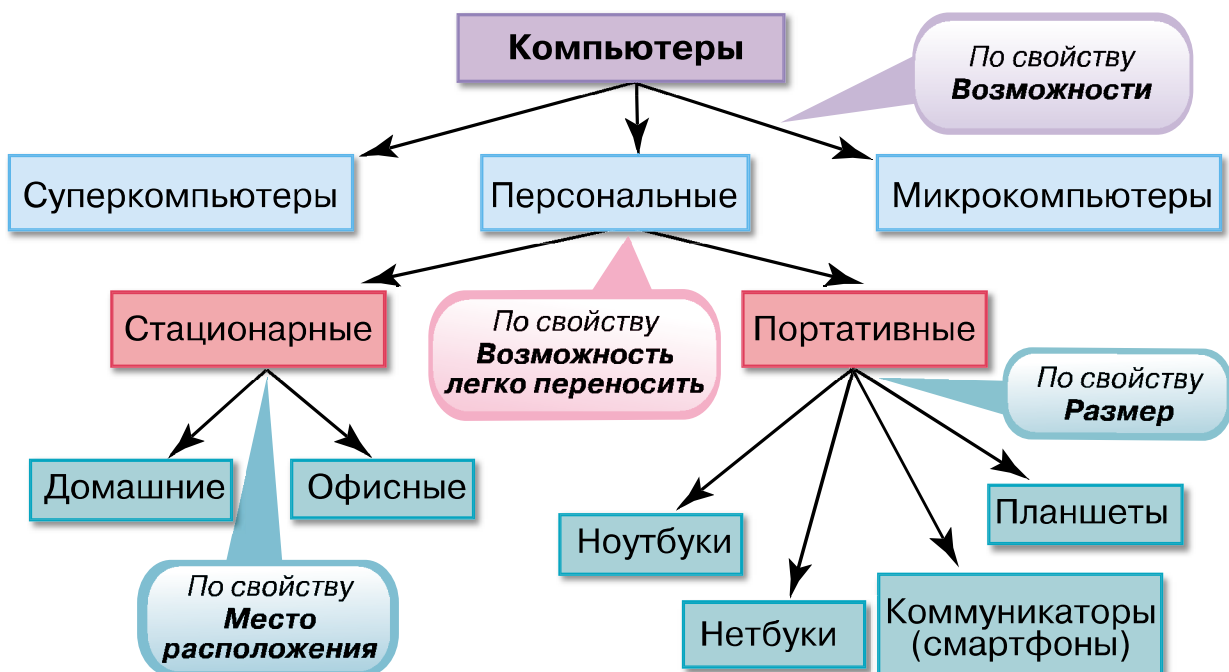 Компьютеры
По свойству
Возможности
Суперкомпьютеры
Персональные
Микрокомпьютеры
Стационарные
По свойству
Возможность
легко переносить
Портативные
По свойству
Размер
Домашние
Офисные
Ноутбуки
Планшеты
По свойству
Место
расположения
Нетбуки
Коммуникаторы
(смартфоны)